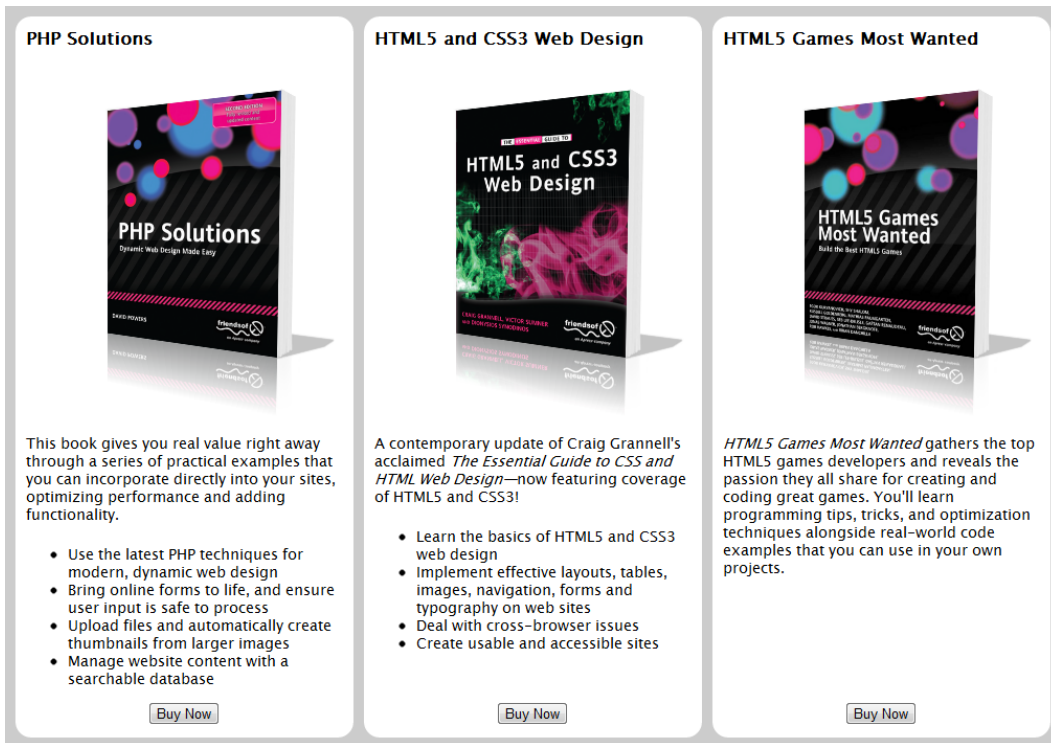 PHP Solutions
SECOND EDITION
PHP Solutions
Dynamic Web Design Made Easy
DAVID POWERS
friendsof
an Apress company
This book gives you real value right away
through a series of practical examples that
you can incorporate directly into your sites,
optimizing performance and adding
functionality.
Use the latest PHP techniques for
modern, dynamic web design
Bring online forms to life, and ensure
user input is safe to process
Upload files and automatically create
thumbnails from larger images
Manage website content with a
searchable database
Buy Now
HTML5 and CSS3 Web Design
THE ESSENTIAL GUIDE TO
HTML5 and CSS3
Web Design
CRAIG GRANNELL, VICTOR SUMNER
AND DIONYSIOS SYNODINOS
friendsof
an Apress company
A contemporary update of Craig Grannell's
acclaimed The Essential Guide to CSS and
HTML Web Design—now featuring coverage
of HTML5 and CSS3!
Learn the basics of HTML5 and CSS3
web design
Implement effective layouts, tables,
images, navigation, forms and
typography on web sites
Deal with cross-browser issues
Create usable and accessible sites
Buy Now
HTML5 Games Most Wanted
HTML5 Games
Most Wanted
Build the Best HTML5 Games
friendsof
an Apress company
HTML5 Games Most Wanted gathers the top
HTML5 games developers and reveals the
passion they all share for creating and
coding great games. You'll learn
programming tips, tricks, and optimization
techniques alongside real-world code
examples that you can use in your own
projects.
Buy Now